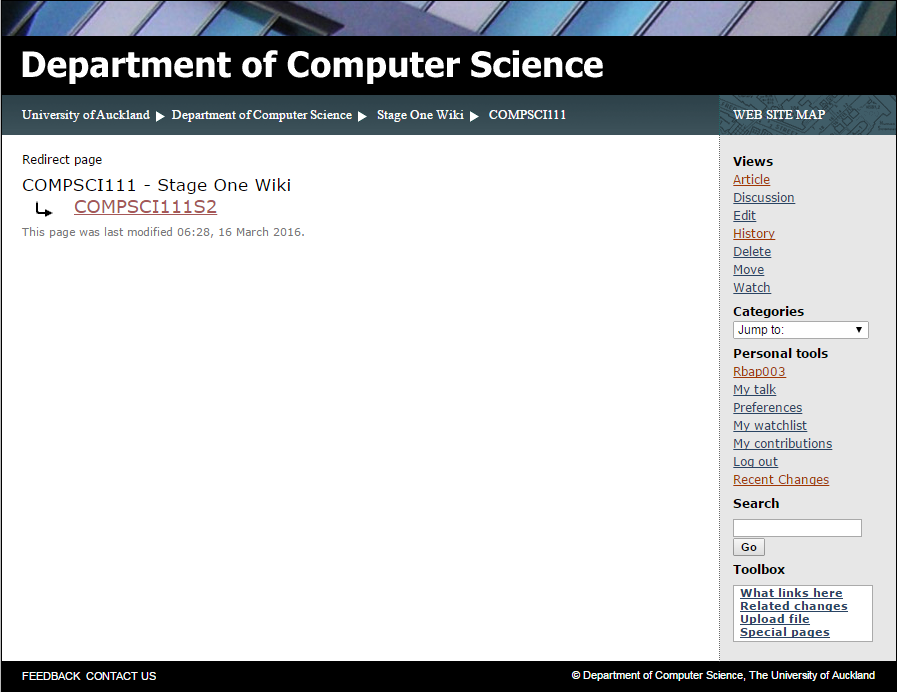 Department of Computer Science
University of Auckland ▶ Department of Computer Science ▶ Stage One Wiki ▶ COMPSCI111
WEB SITE MAP
Redirect page
COMPSCI111 - Stage One Wiki
COMPSCI111S2
This page was last modified 06:28, 16 March 2016.
Views
Article
Discussion
Edit
History
Delete
Move
Watch
Categories
Jump to:
Personal tools
Rbap003
My talk
Preferences
My watchlist
My contributions
Log out
Recent Changes
Search
Go
Toolbox
What links here
Related changes
Upload file
Special pages
FEEDBACK CONTACT US
© Department of Computer Science, The University of Auckland